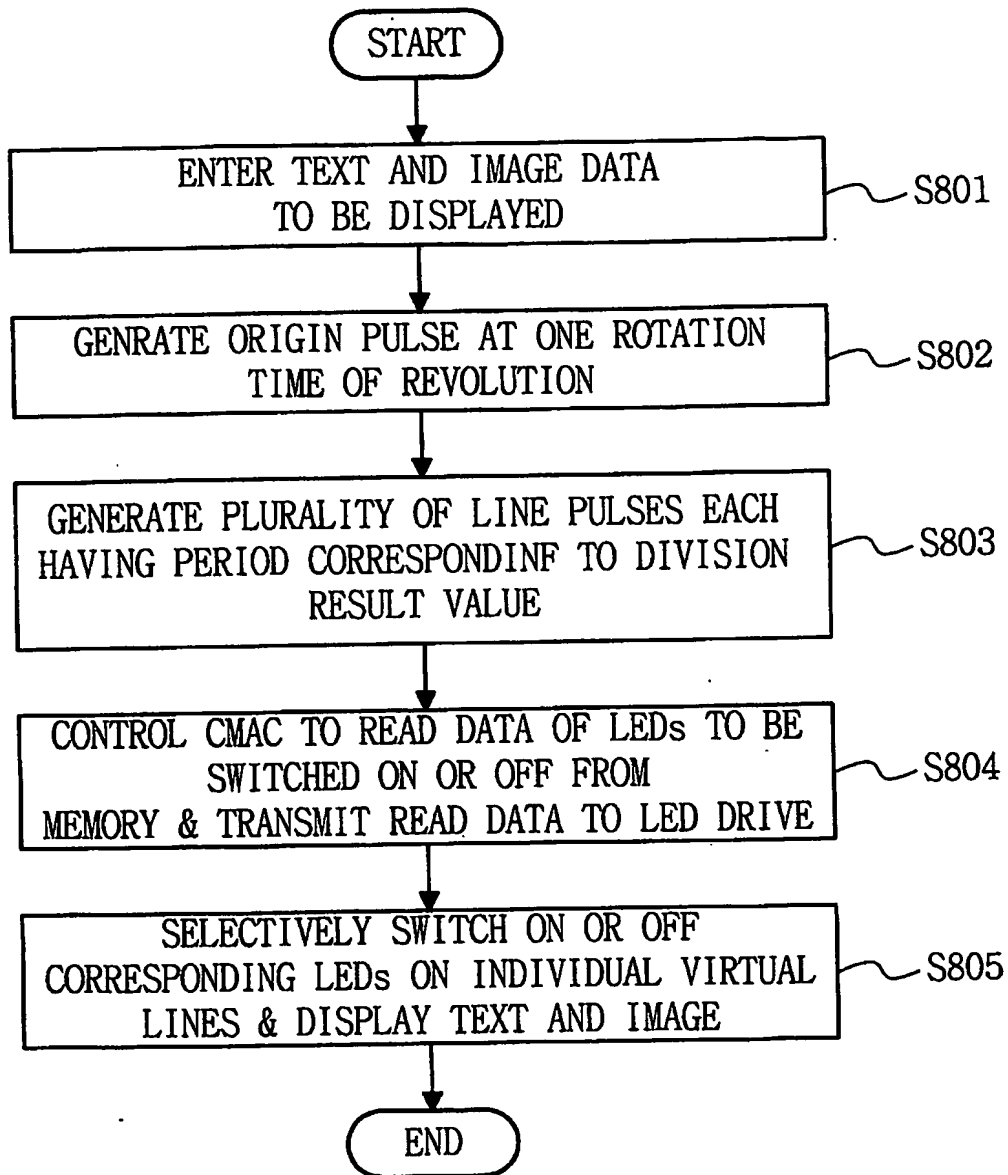 START
ENTER TEXT AND IMAGE DATA
TO BE DISPLAYED
S801
GENRATE ORIGIN PULSE AT ONE ROTATION
TIME OF REVOLUTION
S802
GENERATE PLURALITY OF LINE PULSES EACH
HAVING PERIOD CORRESPONDINF TO DIVISION
RESULT VALUE
S803
CONTROL CMAC TO READ DATA OF LEDs TO BE
SWITCHED ON OR OFF FROM
MEMORY & TRANSMIT READ DATA TO LED DRIVE
S804
SELECTIVELY SWITCH ON OR OFF
CORRESPONDING LEDs ON INDIVIDUAL VIRTUAL
LINES & DISPLAY TEXT AND IMAGE
S805
END